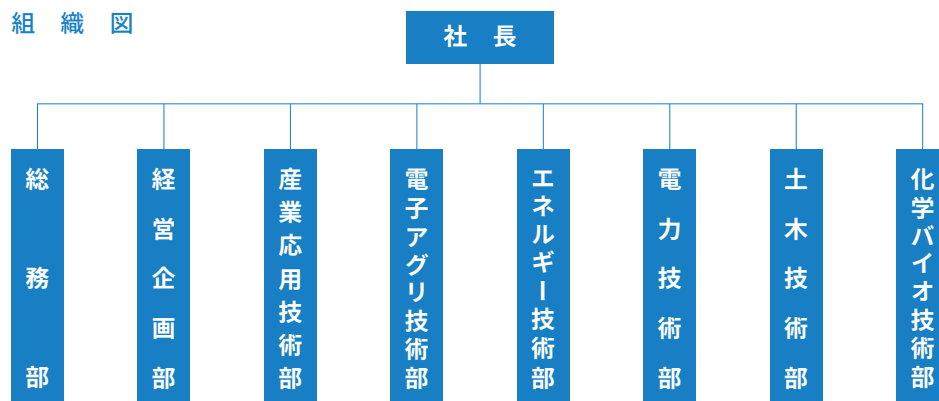 組織図
社長
総務部
経営企画部
産業応用技術部
電子アグリ技術部
エネルギー技術部
電力技術部
土木技術部
化学バイオ技術部